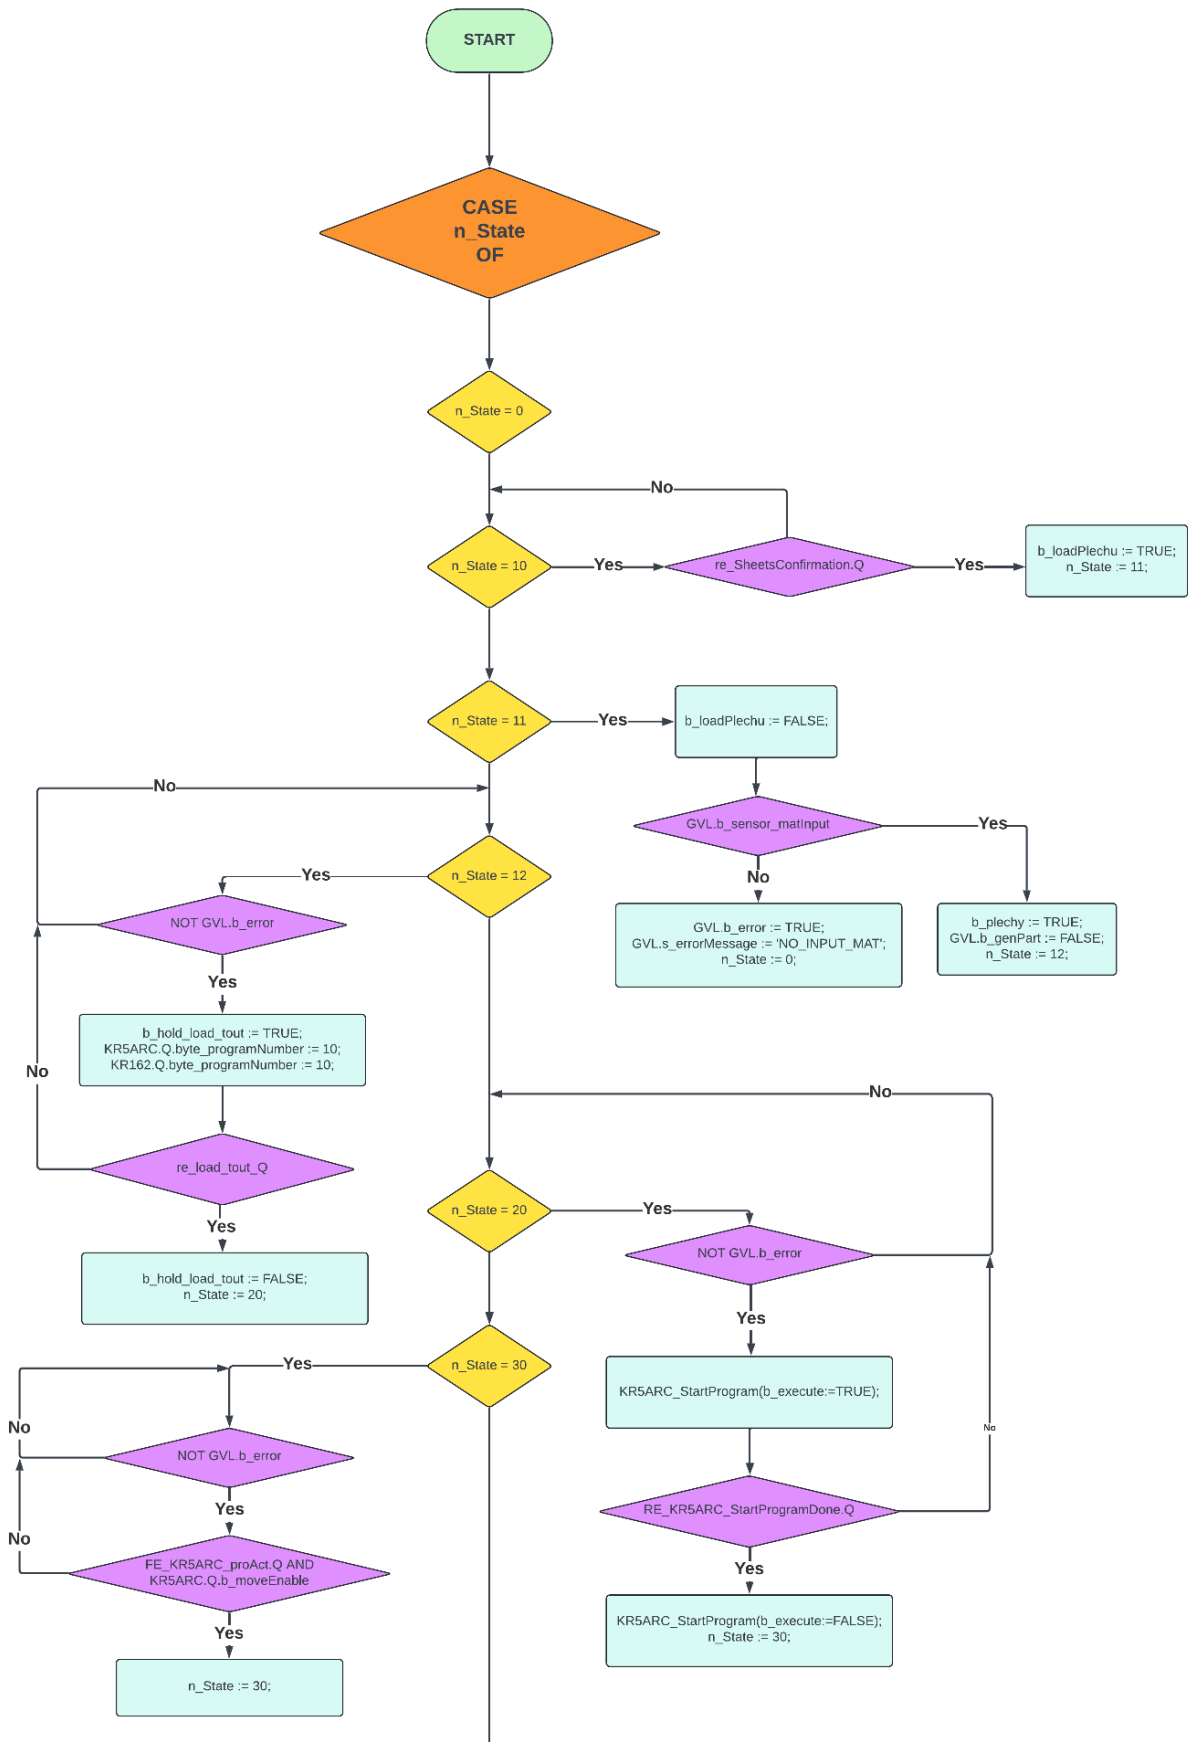 START
CASE
n_State
OF
n_State = 0
No
n_State = 10
Yes
re_SheetsConfirmation.Q
Yes
b_loadPlechu := TRUE;
n_State := 11;
n_State = 11
Yes
b_loadPlechu := FALSE;
No
GVL.b_sensor_matInput
Yes
No
n_State = 12
Yes
NOT GVL.b_error
GVL.b_error := TRUE;
GVL.s_errorMessage := 'NO_INPUT_MAT';
n_State := 0;
b_plechy := TRUE;
GVL.b_genPart := FALSE;
n_State := 12;
Yes
b_hold_load_tout := TRUE;
KR5ARC.Q.byte_programNumber := 10;
KR162.Q.byte_programNumber := 10;
No
No
re_load_tout_Q
Yes
b_hold_load_tout := FALSE;
n_State := 20;
n_State = 20
Yes
NOT GVL.b_error
Yes
KR5ARC_StartProgram(b_execute:=TRUE);
No
RE_KR5ARC_StartProgramDone.Q
Yes
KR5ARC_StartProgram(b_execute:=FALSE);
n_State := 30;
n_State = 30
Yes
No
NOT GVL.b_error
Yes
No
FE_KR5ARC_proAct.Q AND
KR5ARC.Q.b_moveEnable
Yes
n_State := 30;